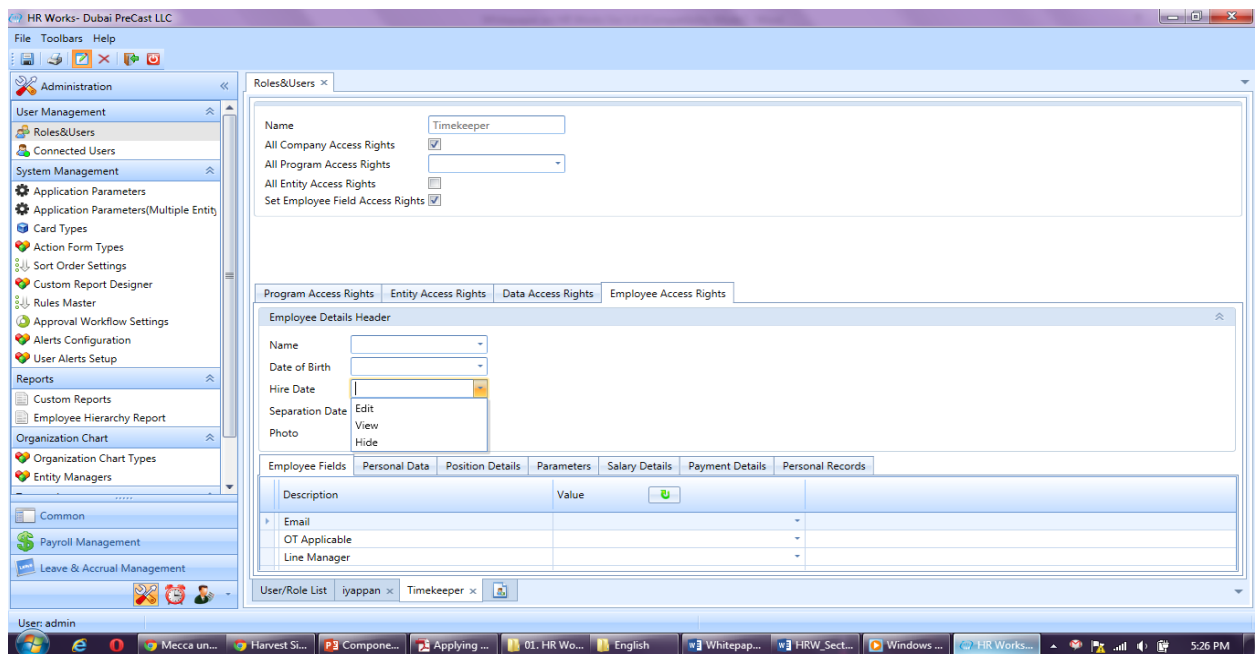 HR Works- Dubai PreCast LLC
File Toolbars Help
Administration
Roles&Users
User Management
Roles&Users
Connected Users
System Management
Application Parameters
Application Parameters(Multiple Entity
Card Types
Action Form Types
Sort Order Settings
Custom Report Designer
Rules Master
Approval Workflow Settings
Alerts Configuration
User Alerts Setup
Reports
Custom Reports
Employee Hierarchy Report
Organization Chart
Organization Chart Types
Entity Managers
Common
Payroll Management
Leave & Accrual Management
Name Timekeeper
All Company Access Rights
All Program Access Rights
All Entity Access Rights
Set Employee Field Access Rights
Program Access Rights Entity Access Rights Data Access Rights Employee Access Rights
Employee Details Header
Name
Date of Birth
Hire Date
Separation Date
Photo
Edit
View
Hide
Employee Fields Personal Data Position Details Parameters Salary Details Payment Details Personal Records
Description Value
Email
OT Applicable
Line Manager
User/Role List iyappan Timekeeper
User: admin
Mecca un... Harvest Si... Compone... Applying ... 01. HR Wo... English Whitepap... HRW_Sect... Windows ... HR Works... 5:26 PM